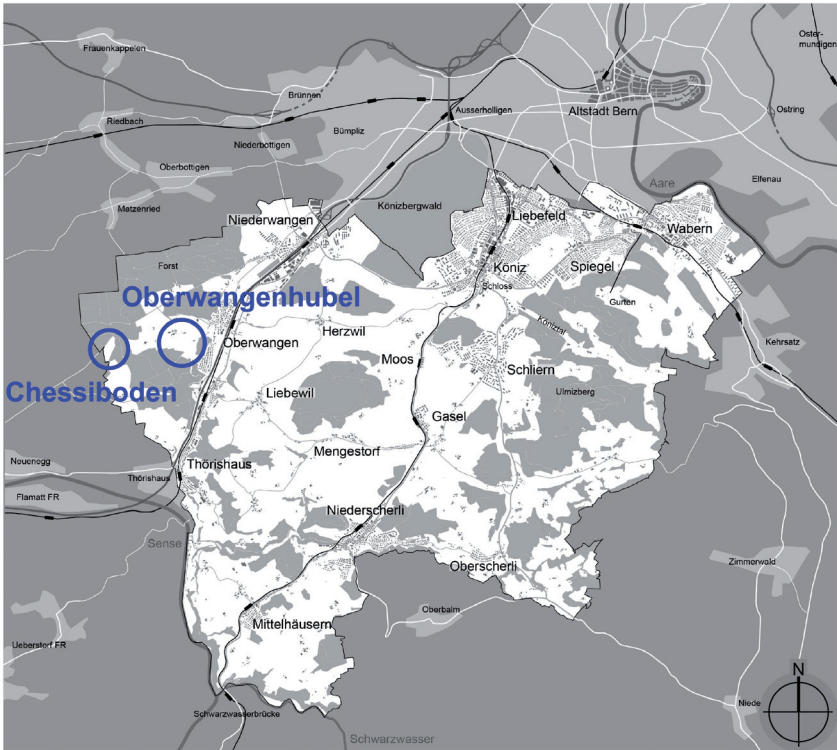 Frauenkappelen
Oster-
mundigen
Brünnen
Ausserholligen
Altstadt Bern
Ostring
Riedbach
Niederbottigen
Bümpliz
Oberbottigen
Elfenau
Aare
Matzenried
Könizbergwald
Niederwangen
Liebefeld
Wabern
Forst
Köniz
Spiegel
Schloss
Oberwangenhubel
Gurten
Köniztal
Herzwil
Oberwangen
Kehrsatz
Moos
Schliern
Chessiboden
Liebewil
Ulmizberg
Gasel
Mengestorf
Neuenegg
Thörishaus
Thörishaus
Flamatt FR
Niederscherli
Sense
Oberscherli
Zimmerwald
Oberbalm
Mittelhäusern
Ueberstorf FR
N
Niede
Schwarzwasserbrücke
Schwarzwasser